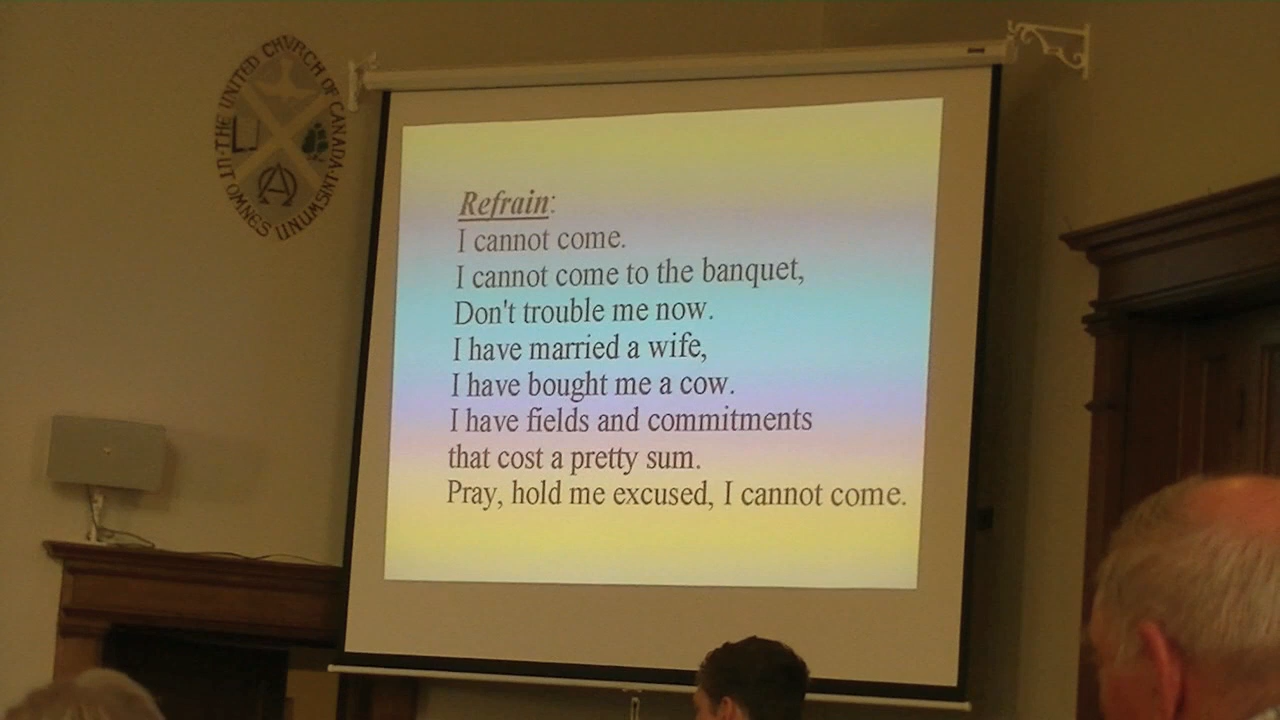 THE UNITED CHURCH OF CANADA·UT OMNES UNUM SINT·
Refrain:
I cannot come.
I cannot come to the banquet,
Don't trouble me now.
I have married a wife,
I have bought me a cow.
I have fields and commitments
that cost a pretty sum.
Pray, hold me excused, I cannot come.